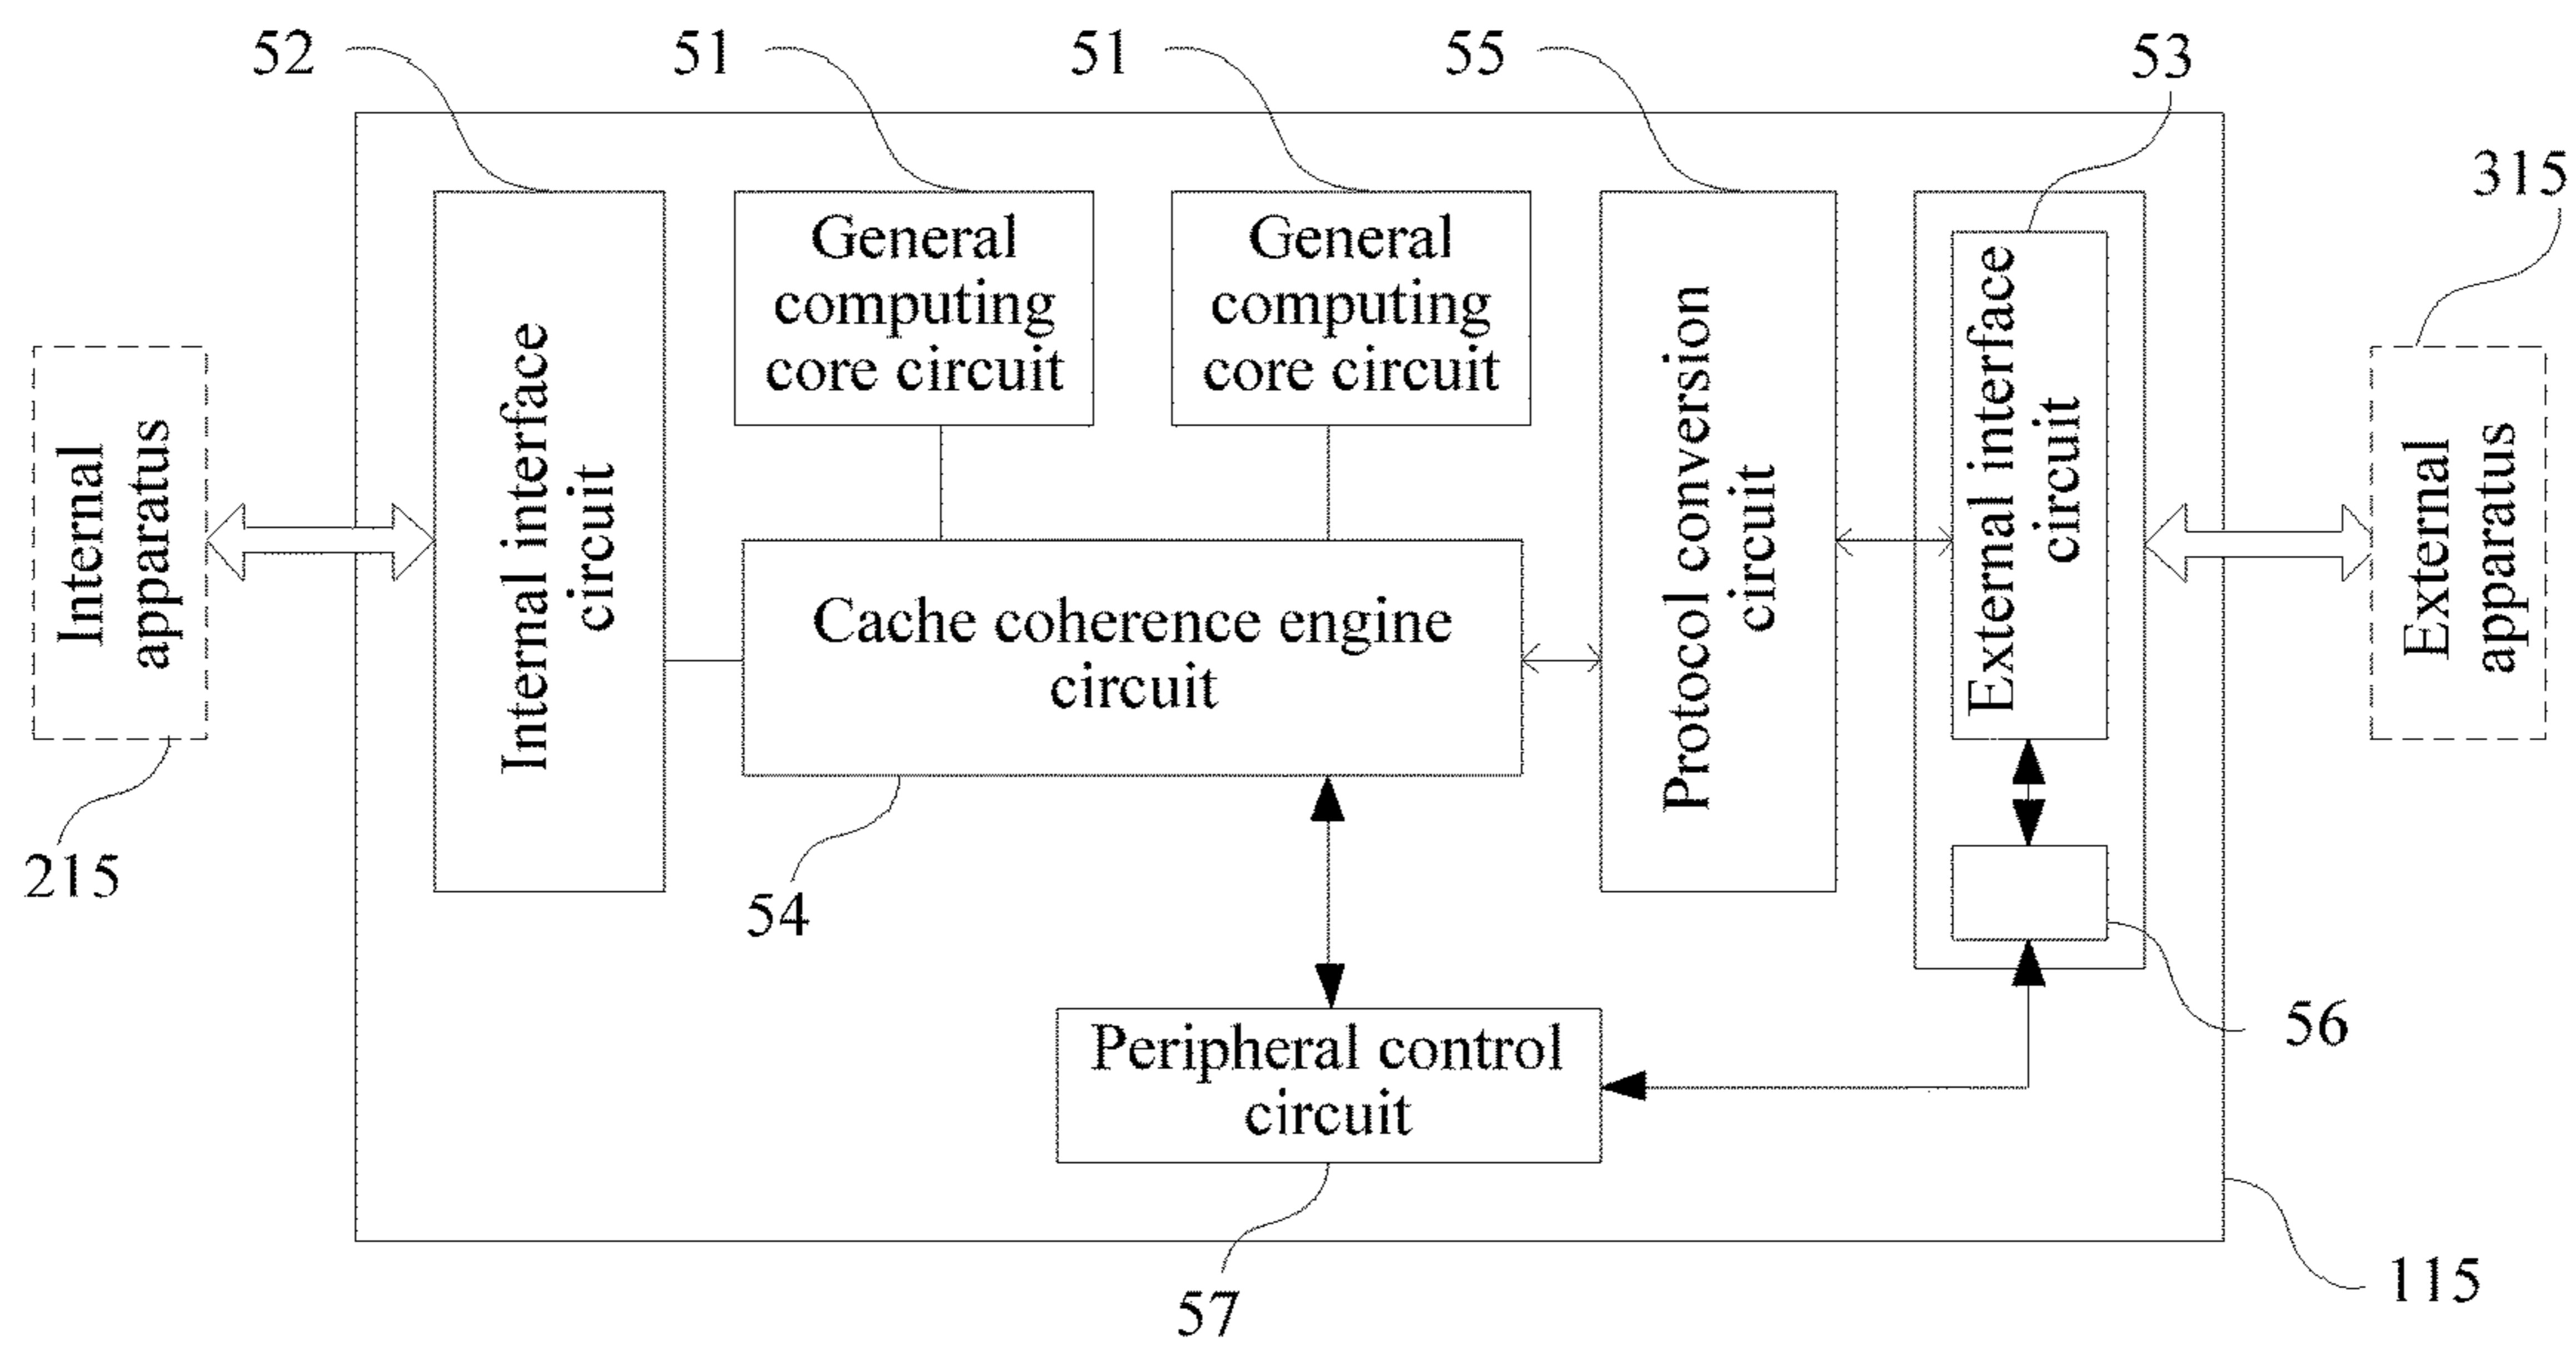 52
51
51
55
53
315
General
computing
core circuit
General
computing
core circuit
Internal
apparatus
Internal interface
circuit
Cache coherence engine
circuit
Protocol conversion
circuit
External interface
circuit
External
apparatus
215
54
56
Peripheral control
circuit
57
115